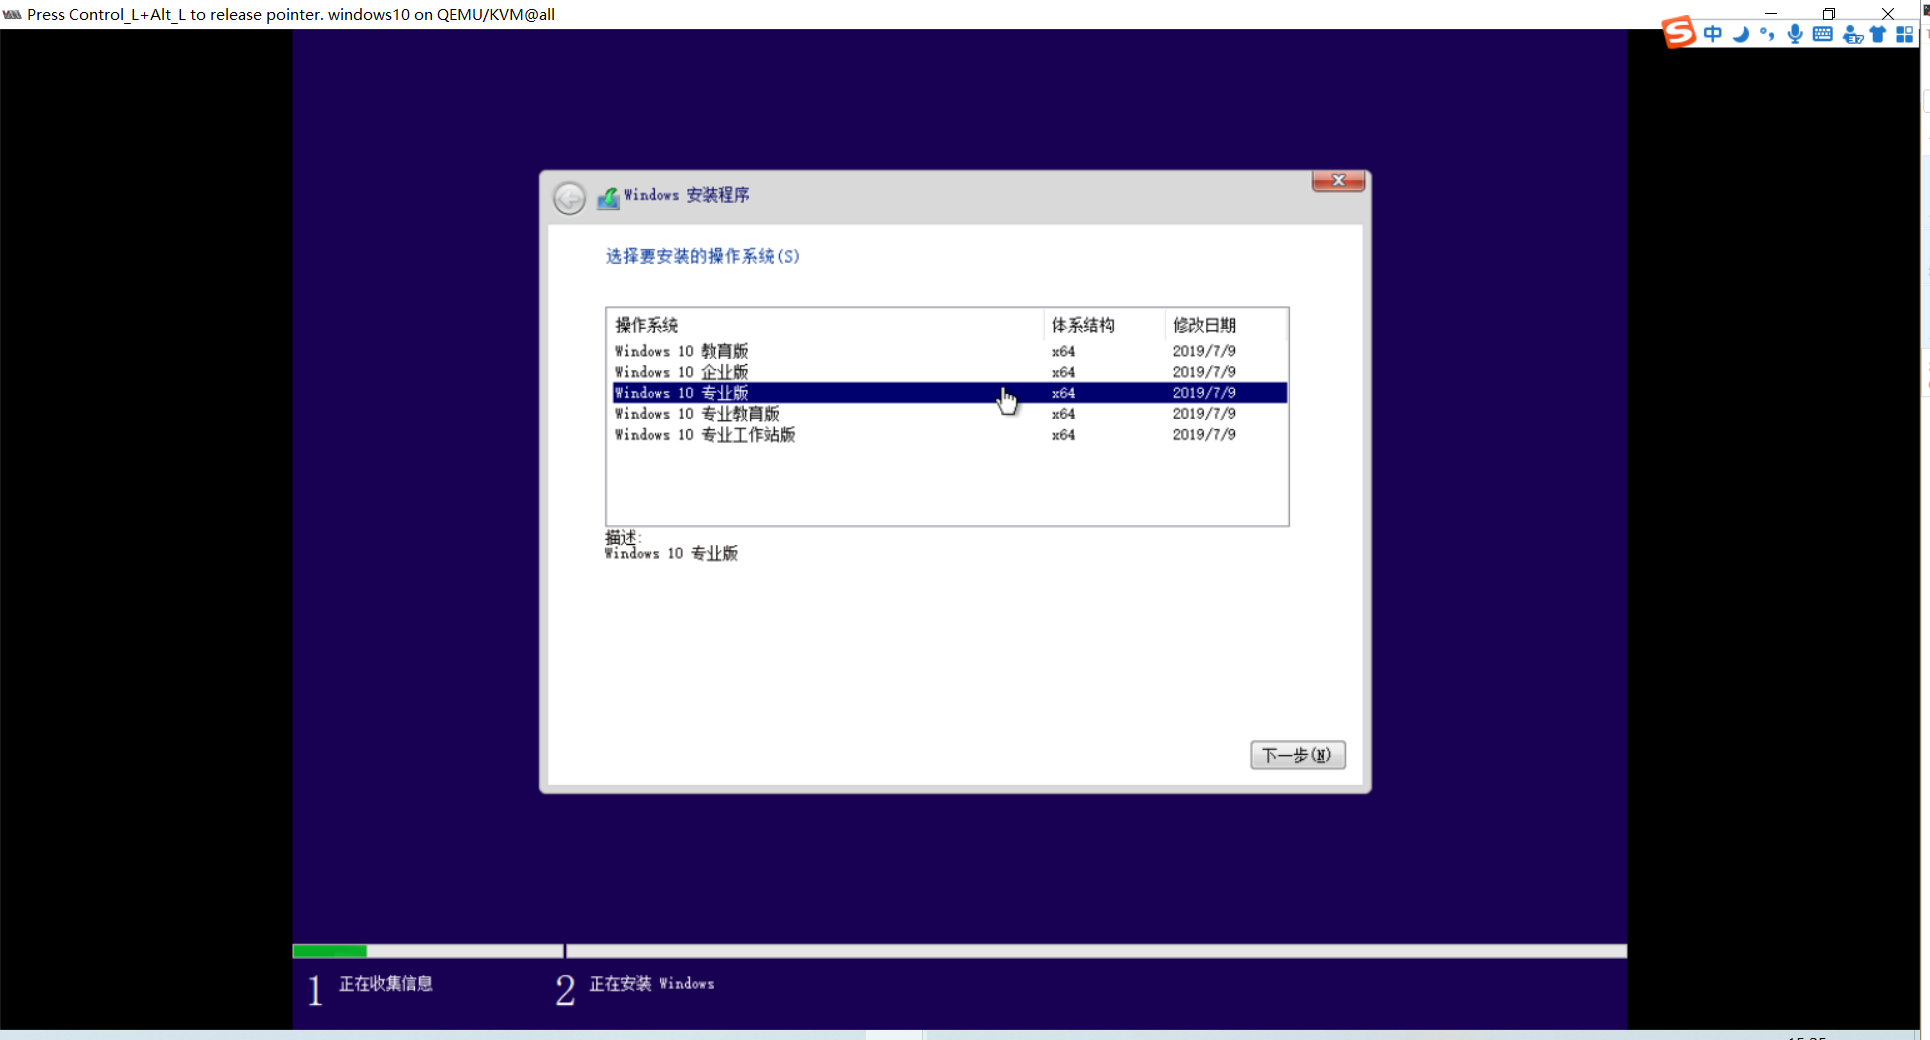 Press Control_L+Alt_L to release pointer. windows10 on QEMU/KVM@all
中
37
Windows 安装程序
选择要安装的操作系统(S)
操作系统 体系结构 修改日期
Windows 10 教育版 x64 2019/7/9
Windows 10 企业版 x64 2019/7/9
Windows 10 专业版 x64 2019/7/9
Windows 10 专业教育版 x64 2019/7/9
Windows 10 专业工作站版 x64 2019/7/9
描述:
Windows 10 专业版
下一步(N)
1 正在收集信息 2 正在安装 Windows